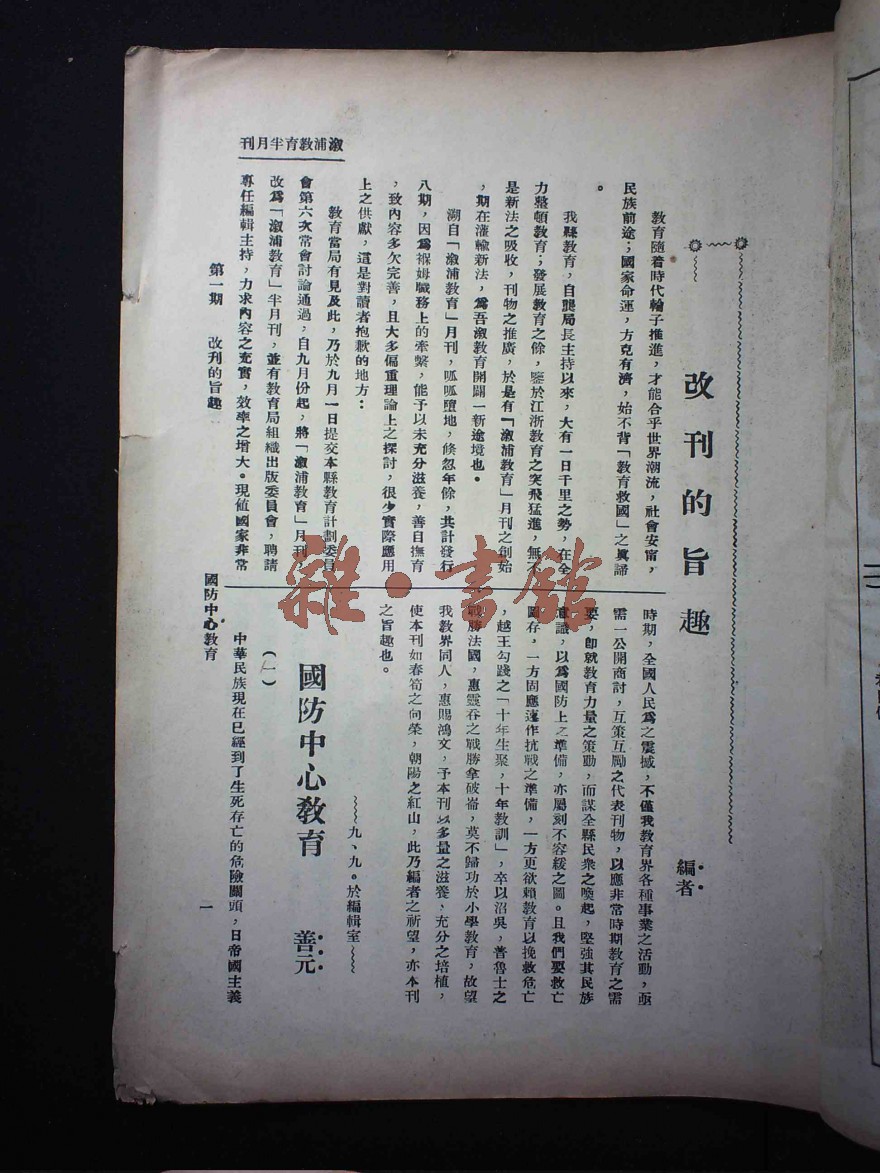 溆浦教育半月刊
改刊的旨趣
編者
教育隨着時代輪子推進，才能合乎世界潮流，社會安甯，
民族前途；國家命運，方克有濟，始不背「教育救國」之眞諦
。
我縣教育，自龔局長主持以來，大有一日千里之勢，在全
力整頓教育；發展教育之餘，鑒於江浙教育之突飛猛進，無不
是新法之吸收，刊物之推廣，於是有「溆浦教育」月刊之創始
，期在灌輸新法，爲吾溆教育開闢一新途境也。
溯自「溆浦教育」月刊，呱呱墮地，倏忽年餘，共計發行
八期，因爲褓姆職務上的牽繫，能予以未充分滋養，善自撫育
，致內容多欠完善，且大多偏重理論上之探討，很少實際應用
上之供獻，這是對讀者抱歉的地方：
教育當局有見及此，乃於九月一日提交本縣教育計劃委員
會第六次常會討論通過，自九月份起，將「溆浦教育」月刊，
改爲「溆浦教育」半月刊，並有教育局組織出版委員會，聘請
專任編輯主持，力求內容之充實，效率之增大。現值國家非常
時期，全國人民爲之震撼，不僅我教育界各種事業之活動，亟
需一公開商討，互策互勵之代表刊物，以應非常時期教育之需
要，卽就教育力量之策動，而謀全縣民衆之喚起，堅強其民族
意識，以爲國防上之準備，亦屬刻不容緩之圖。且我們要救亡
圖存，一方固應速作抗戰之準備，一方更欲賴教育以挽救危亡
，越王勾踐之「十年生聚，十年教訓」，卒以沼吳，普魯士之
戰勝法國，惠靈吞之戰勝拿破崙，莫不歸功於小學教育，故望
我教界同人，惠賜鴻文，予本刊以多量之滋養，充分之培植，
使本刊如春筍之向榮，朝陽之紅山，此乃編者之祈望，亦本刊
之旨趣也。
九、九。於編輯室
國防中心教育
善元
（一）
中華民族現在已經到了生死存亡的危險關頭，日帝國主義
第一期 改刊的旨趣 國防中心教育
一
雜·書館